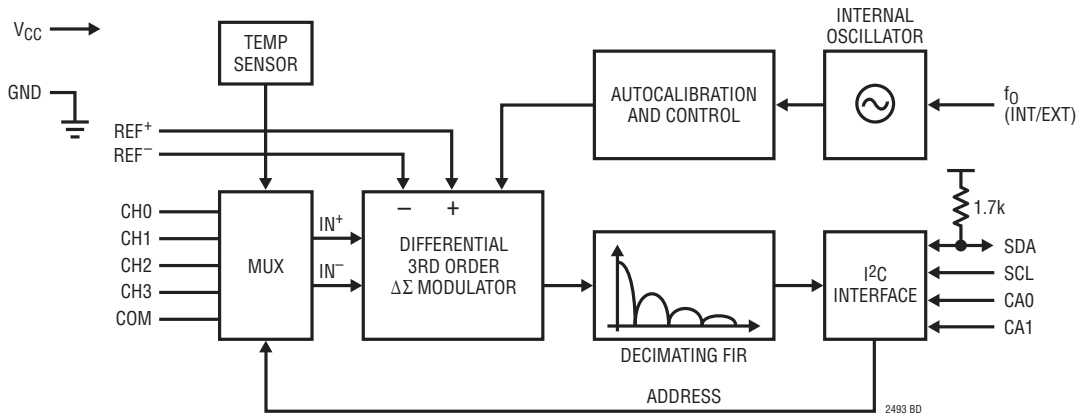 VCC
GND
TEMP
SENSOR
INTERNAL
OSCILLATOR
AUTOCALIBRATION
AND CONTROL
fO
(INT/EXT)
REF+
REF−
CH0
CH1
CH2
CH3
COM
MUX
IN+
IN−
− +
DIFFERENTIAL
3RD ORDER
ΔΣ MODULATOR
DECIMATING FIR
I2C
INTERFACE
1.7k
SDA
SCL
CA0
CA1
ADDRESS
2493 BD